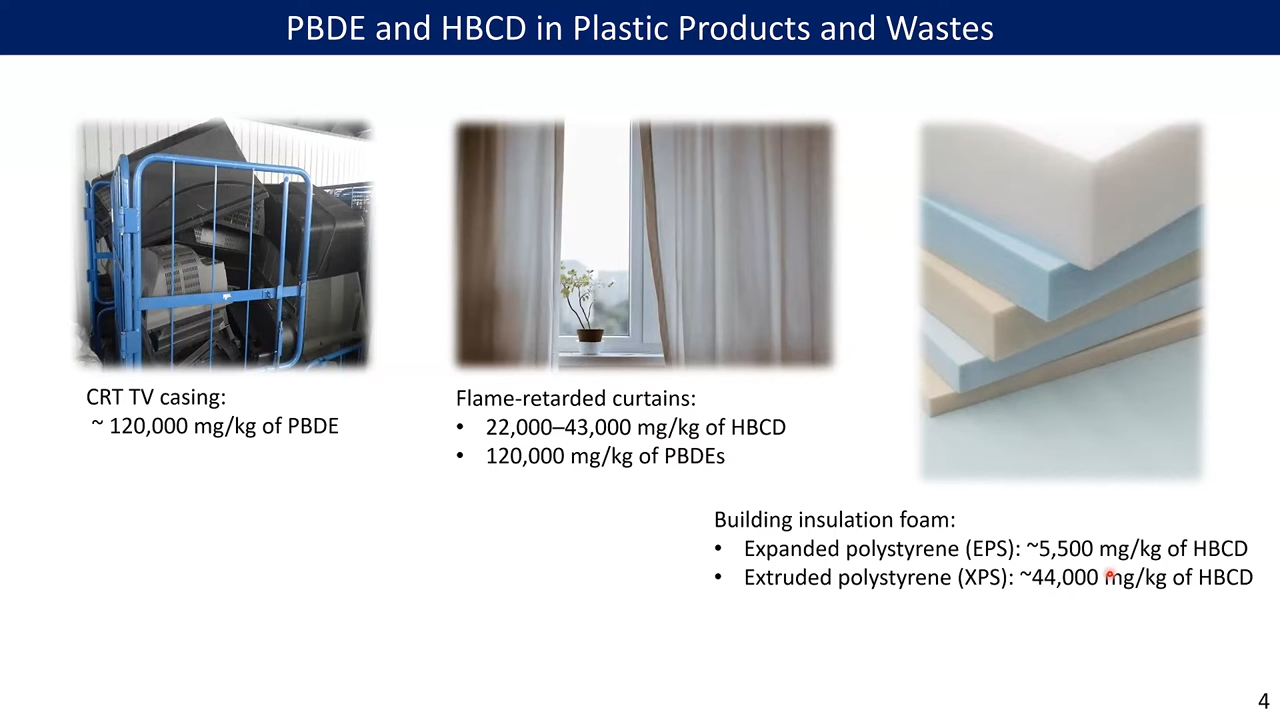 PBDE and HBCD in Plastic Products and Wastes
CRT TV casing:
~ 120,000 mg/kg of PBDE
Flame-retarded curtains:
• 22,000–43,000 mg/kg of HBCD
• 120,000 mg/kg of PBDEs
Building insulation foam:
• Expanded polystyrene (EPS): ~5,500 mg/kg of HBCD
• Extruded polystyrene (XPS): ~44,000 mg/kg of HBCD
4